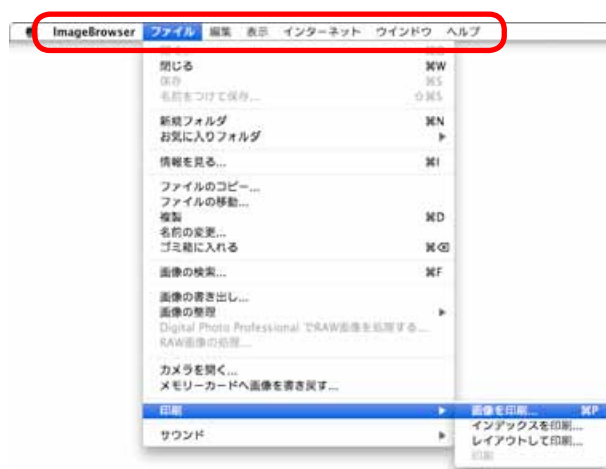 ImageBrowser ファイル 編集 表示 インターネット ウインドウ ヘルプ
閉じる ⌘W
保存 ⌘S
名前をつけて保存... ⇧⌘S
新規フォルダ ⌘N
お気に入りフォルダ ▶
情報を見る... ⌘I
ファイルのコピー...
ファイルの移動...
複製 ⌘D
名前の変更...
ゴミ箱に入れる ⌘⌫
画像の検索... ⌘F
画像の書き出し...
画像の整理 ▶
Digital Photo Professional でRAW画像を処理する...
RAW画像の処理...
カメラを開く...
メモリーカードへ画像を書き戻す...
印刷 ▶ 画像を印刷... ⌘P
インデックスを印刷...
サウンド ▶ レイアウトして印刷...
印刷